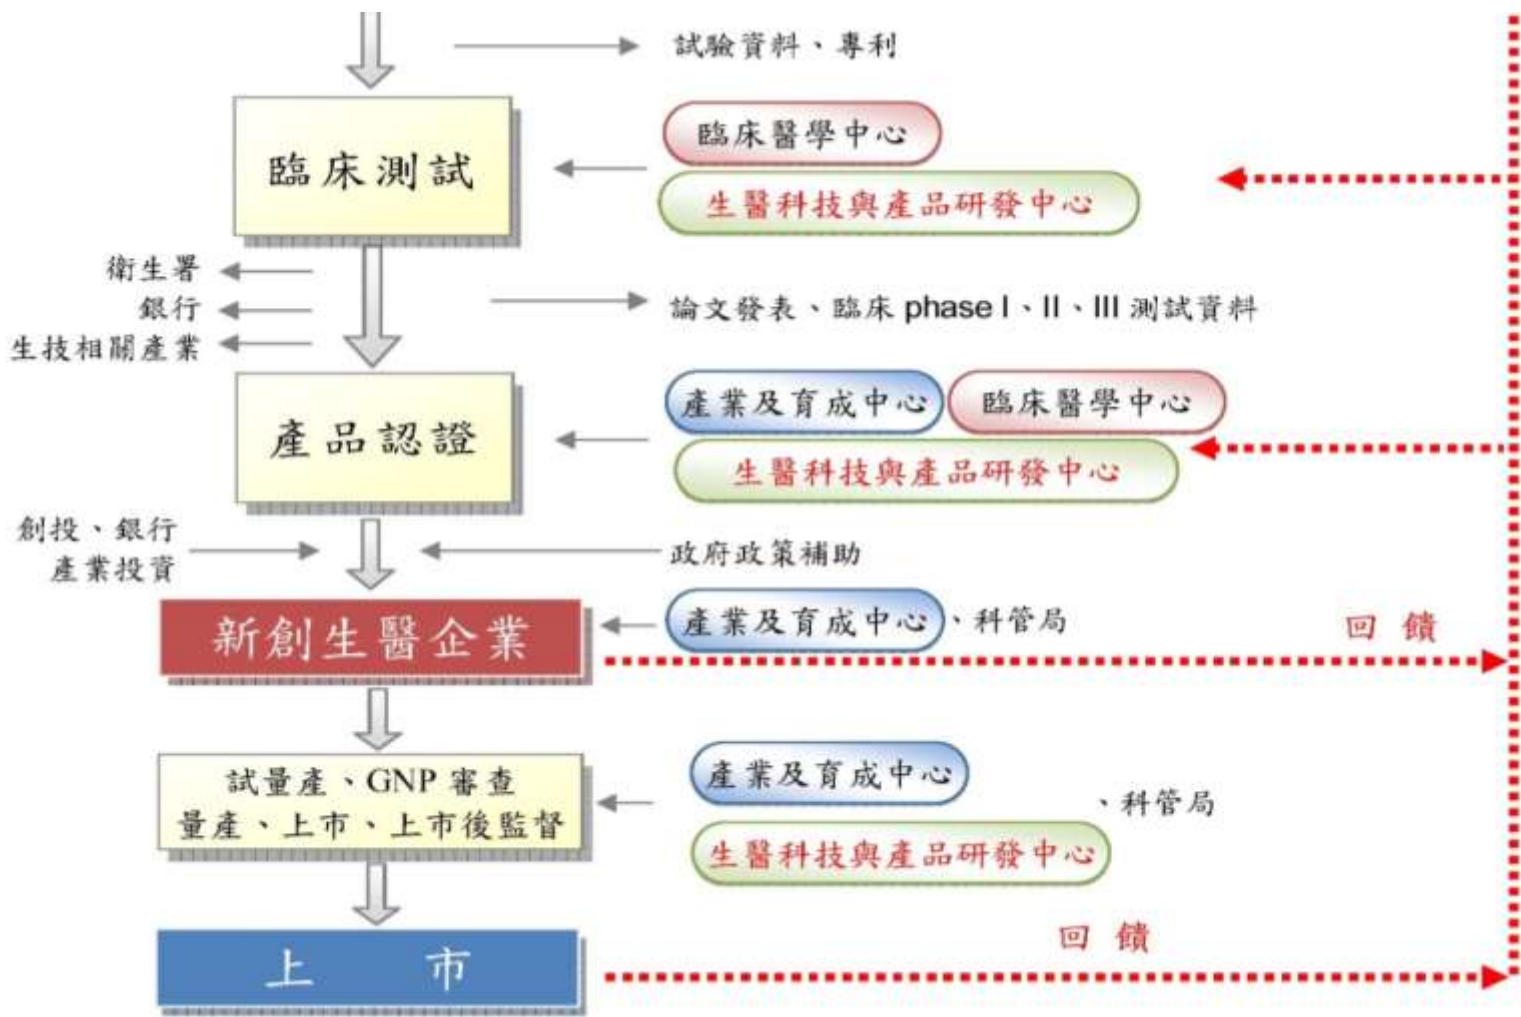 試驗資料、專利
臨床測試
臨床醫學中心
生醫科技與產品研發中心
衛生署
銀行
生技相關產業
論文發表、臨床 phase I、II、III 測試資料
產品認證
產業及育成中心
臨床醫學中心
生醫科技與產品研發中心
創投、銀行
產業投資
政府政策補助
新創生醫企業
產業及育成中心、科管局
回饋
試量產、GNP 審查
量產、上市、上市後監督
產業及育成中心
、科管局
生醫科技與產品研發中心
上市
回饋